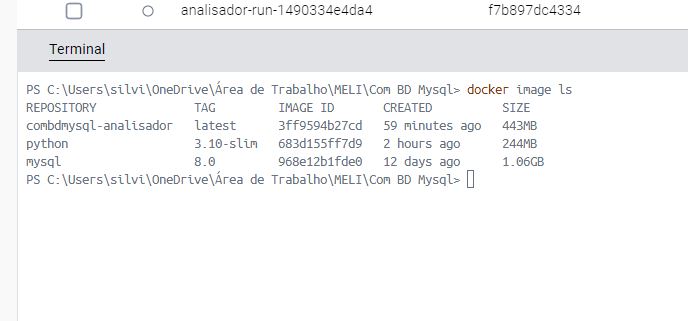 analisador-run-1490334e4da4 f7b897dc4334
Terminal
PS C:\Users\silvi\OneDrive\Área de Trabalho\MELI\Com BD Mysql> docker image ls
REPOSITORY TAG IMAGE ID CREATED SIZE
combdmysql-analisador latest 3ff9594b27cd 59 minutes ago 443MB
python 3.10-slim 683d155ff7d9 2 hours ago 244MB
mysql 8.0 968e12b1fde0 12 days ago 1.06GB
PS C:\Users\silvi\OneDrive\Área de Trabalho\MELI\Com BD Mysql>